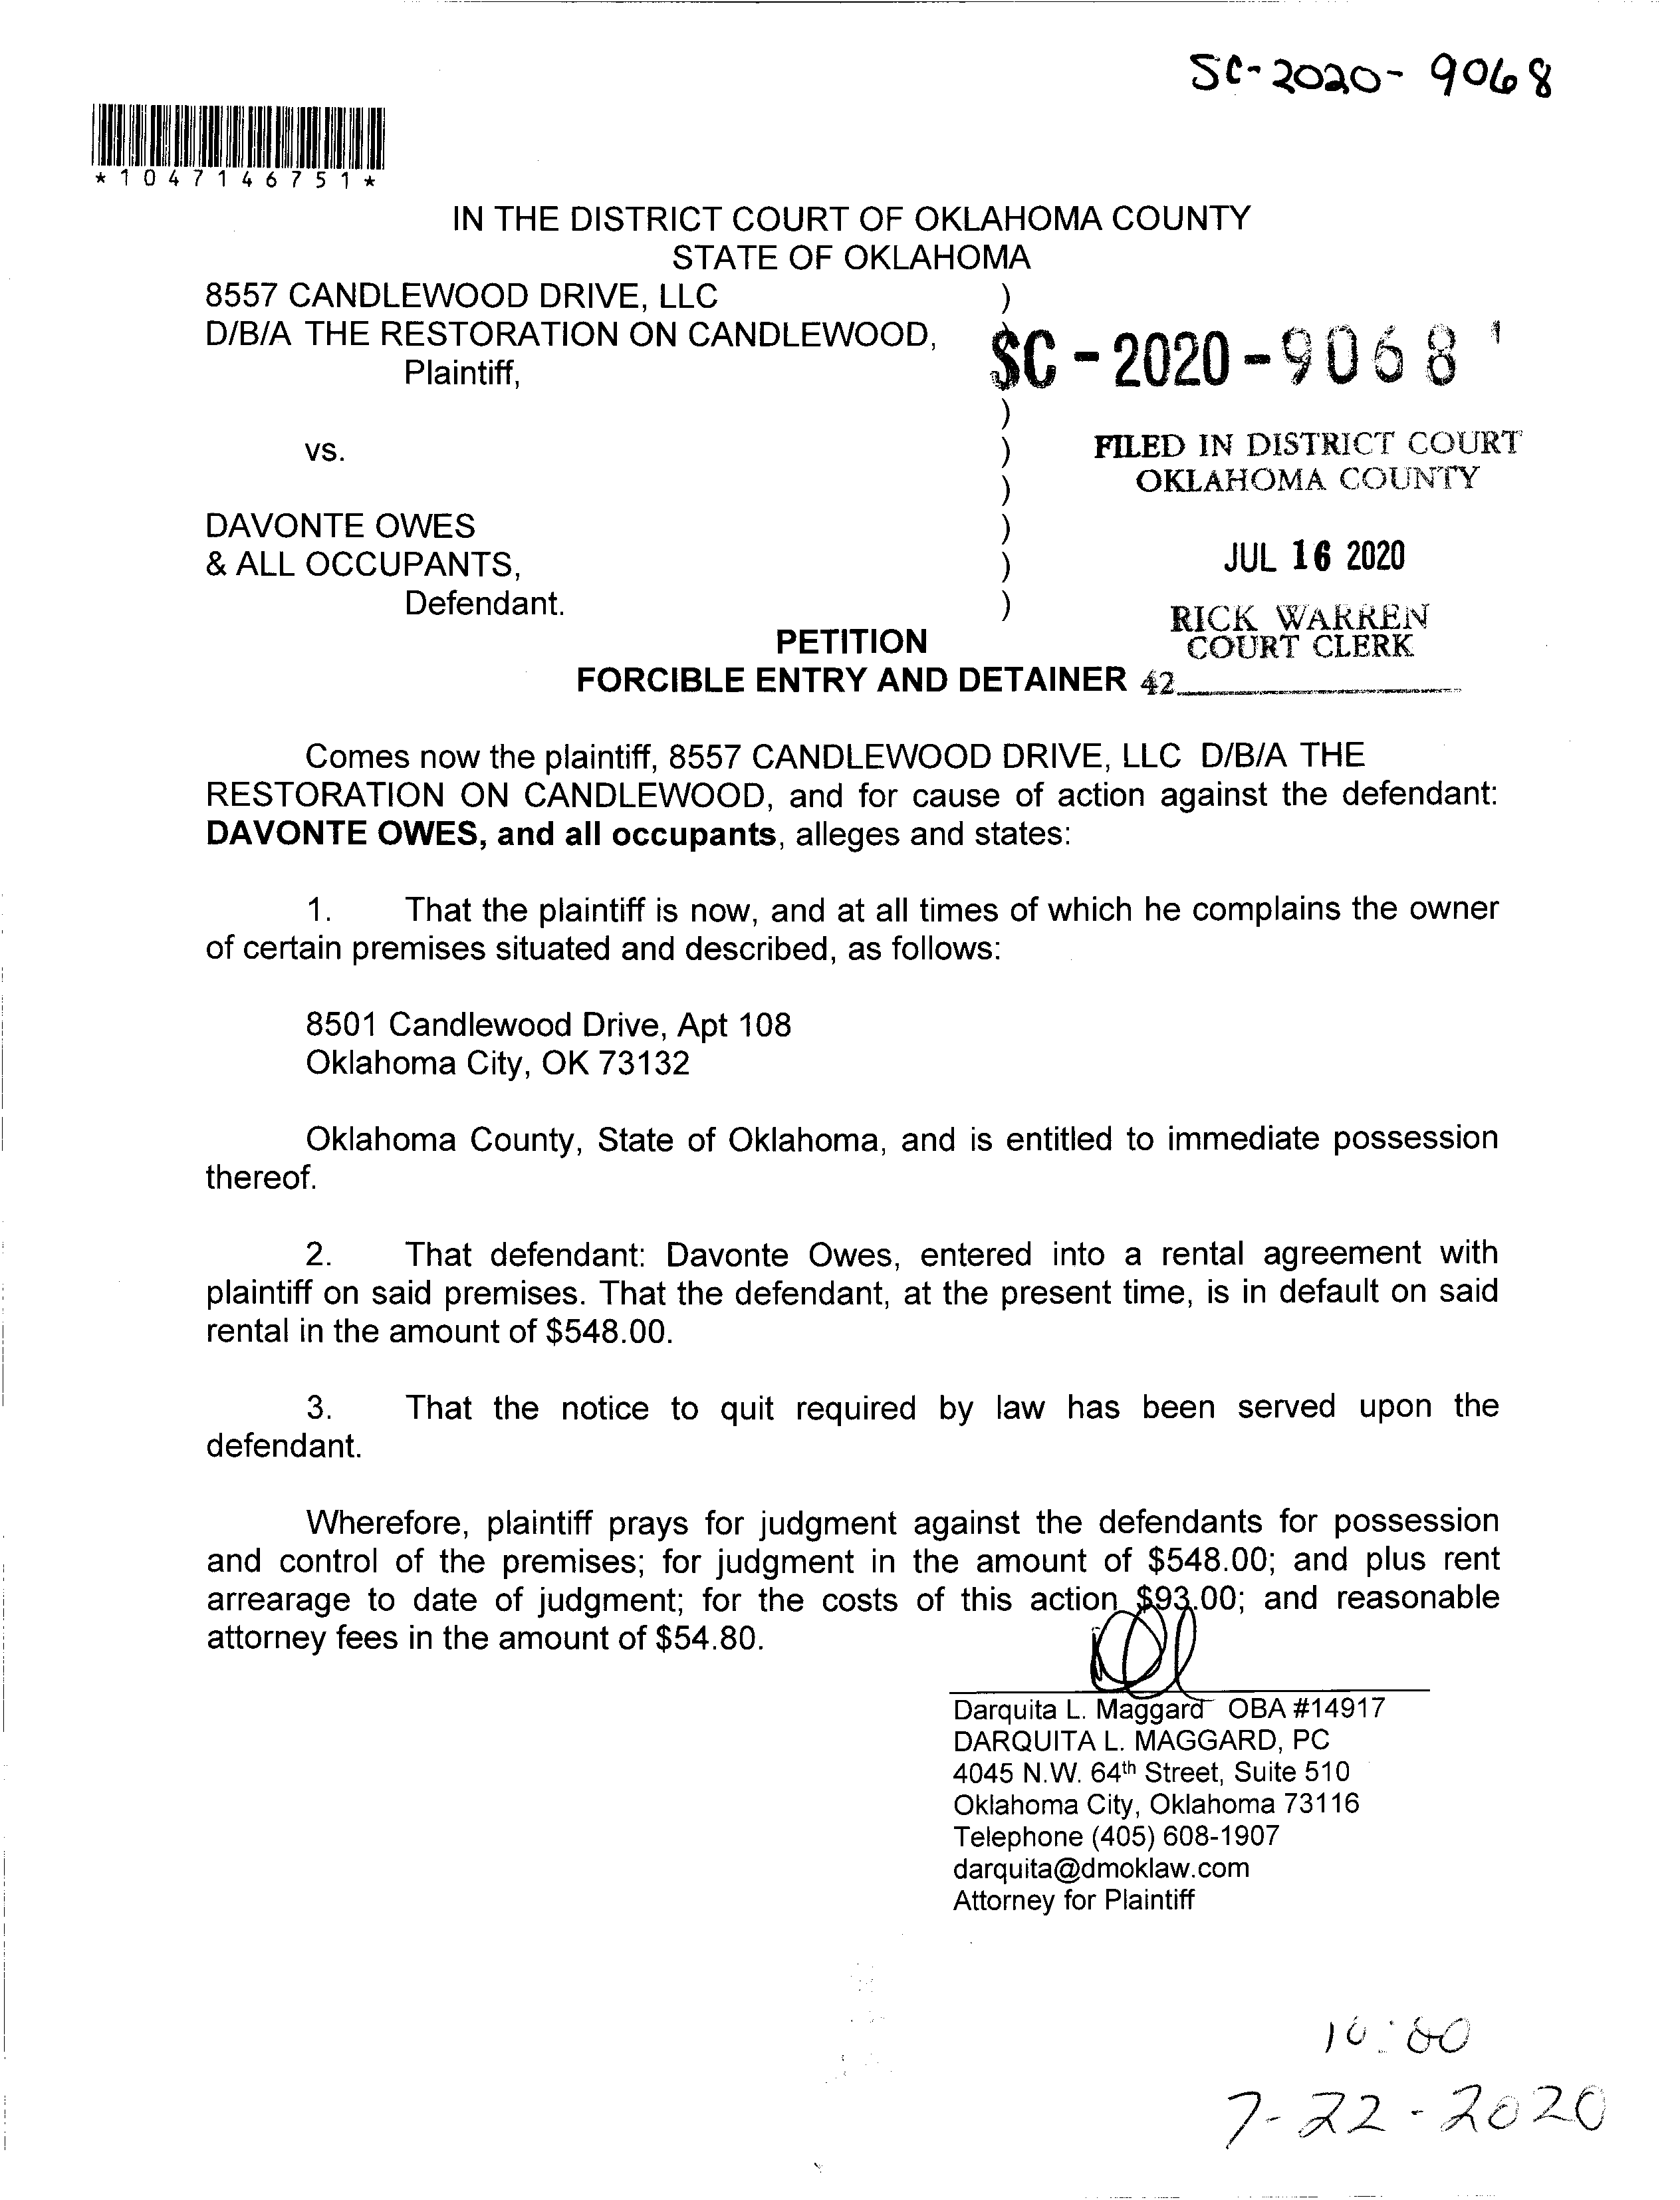 SC-2020-9068
*1047146751*
IN THE DISTRICT COURT OF OKLAHOMA COUNTY
STATE OF OKLAHOMA
8557 CANDLEWOOD DRIVE, LLC )
D/B/A THE RESTORATION ON CANDLEWOOD, )
Plaintiff,
SC-2020-9068
)
vs. )
)
FILED IN DISTRICT COURT
OKLAHOMA COUNTY
DAVONTE OWES )
& ALL OCCUPANTS, )
Defendant. )
JUL 16 2020
RICK WARREN
COURT CLERK
42
PETITION
FORCIBLE ENTRY AND DETAINER
Comes now the plaintiff, 8557 CANDLEWOOD DRIVE, LLC D/B/A THE
RESTORATION ON CANDLEWOOD, and for cause of action against the defendant:
DAVONTE OWES, and all occupants, alleges and states:
1. That the plaintiff is now, and at all times of which he complains the owner
of certain premises situated and described, as follows:
8501 Candlewood Drive, Apt 108
Oklahoma City, OK 73132
Oklahoma County, State of Oklahoma, and is entitled to immediate possession
thereof.
2. That defendant: Davonte Owes, entered into a rental agreement with
plaintiff on said premises. That the defendant, at the present time, is in default on said
rental in the amount of $548.00.
3. That the notice to quit required by law has been served upon the
defendant.
Wherefore, plaintiff prays for judgment against the defendants for possession
and control of the premises; for judgment in the amount of $548.00; and plus rent
arrearage to date of judgment; for the costs of this action $93.00; and reasonable
attorney fees in the amount of $54.80.
Darquita L. Maggard OBA #14917
DARQUITA L. MAGGARD, PC
4045 N.W. 64th Street, Suite 510
Oklahoma City, Oklahoma 73116
Telephone (405) 608-1907
darquita@dmoklaw.com
Attorney for Plaintiff
7-22-2020